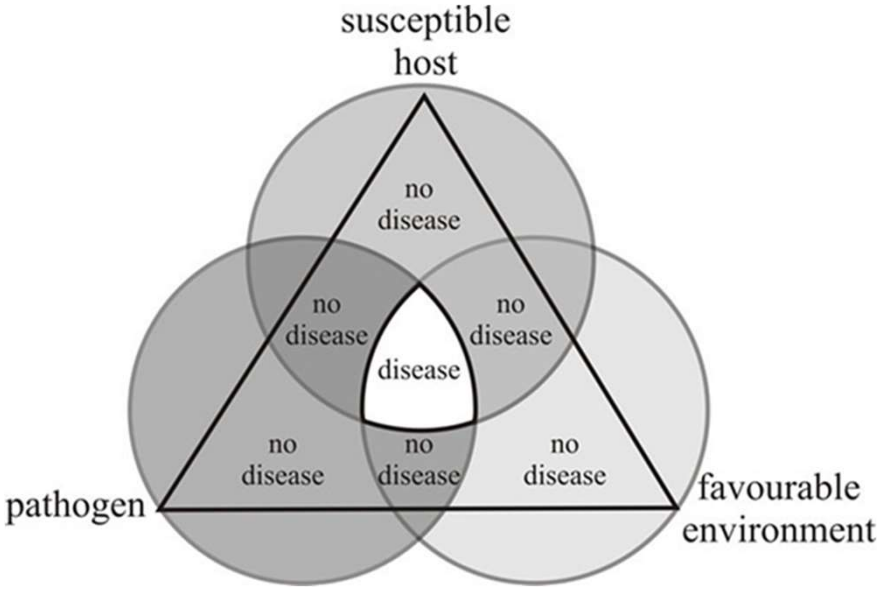 susceptible
host
no
disease
no
disease
no
disease
disease
no
disease
no
disease
no
disease
pathogen
favourable
environment